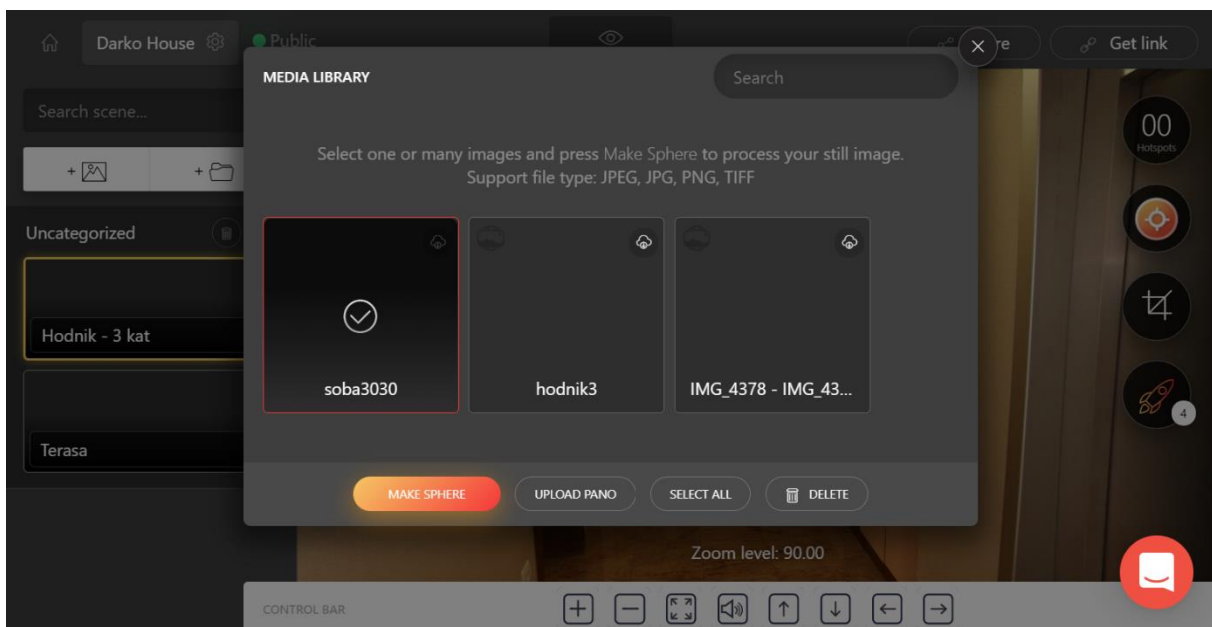 Darko House
Public
Get link
MEDIA LIBRARY
Search
Search scene...
Select one or many images and press Make Sphere to process your still image.
Support file type: JPEG, JPG, PNG, TIFF
00
Hotspots
+
+
Uncategorized
Hodnik - 3 kat
Terasa
soba3030
hodnik3
IMG_4378 - IMG_43...
4
MAKE SPHERE
UPLOAD PANO
SELECT ALL
DELETE
Zoom level: 90.00
CONTROL BAR